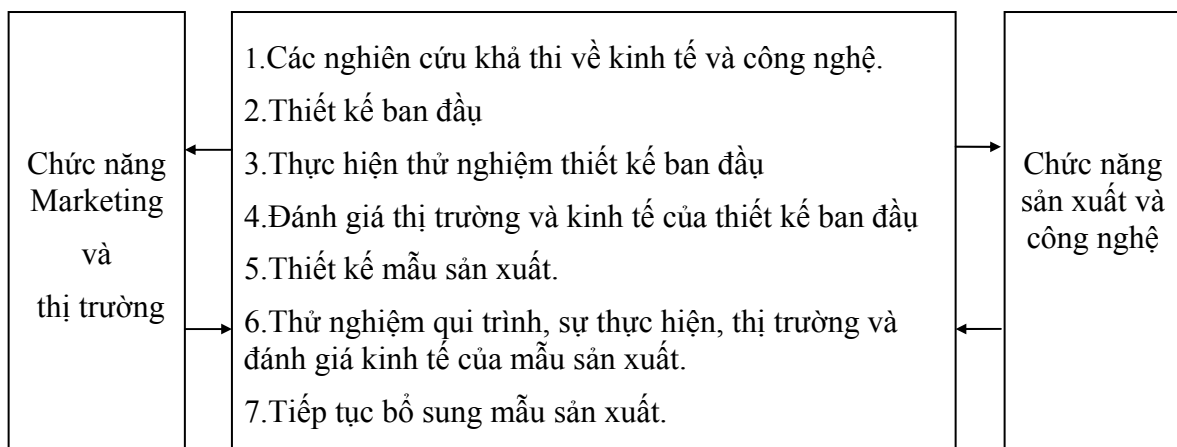 Chức năng
Marketing
và
thị trường
1.Các nghiên cứu khả thi về kinh tế và công nghệ.
2.Thiết kế ban đầu
3.Thực hiện thử nghiệm thiết kế ban đầu
4.Đánh giá thị trường và kinh tế của thiết kế ban đầu
5.Thiết kế mẫu sản xuất.
6.Thử nghiệm qui trình, sự thực hiện, thị trường và
đánh giá kinh tế của mẫu sản xuất.
7.Tiếp tục bổ sung mẫu sản xuất.
Chức năng
sản xuất và
công nghệ